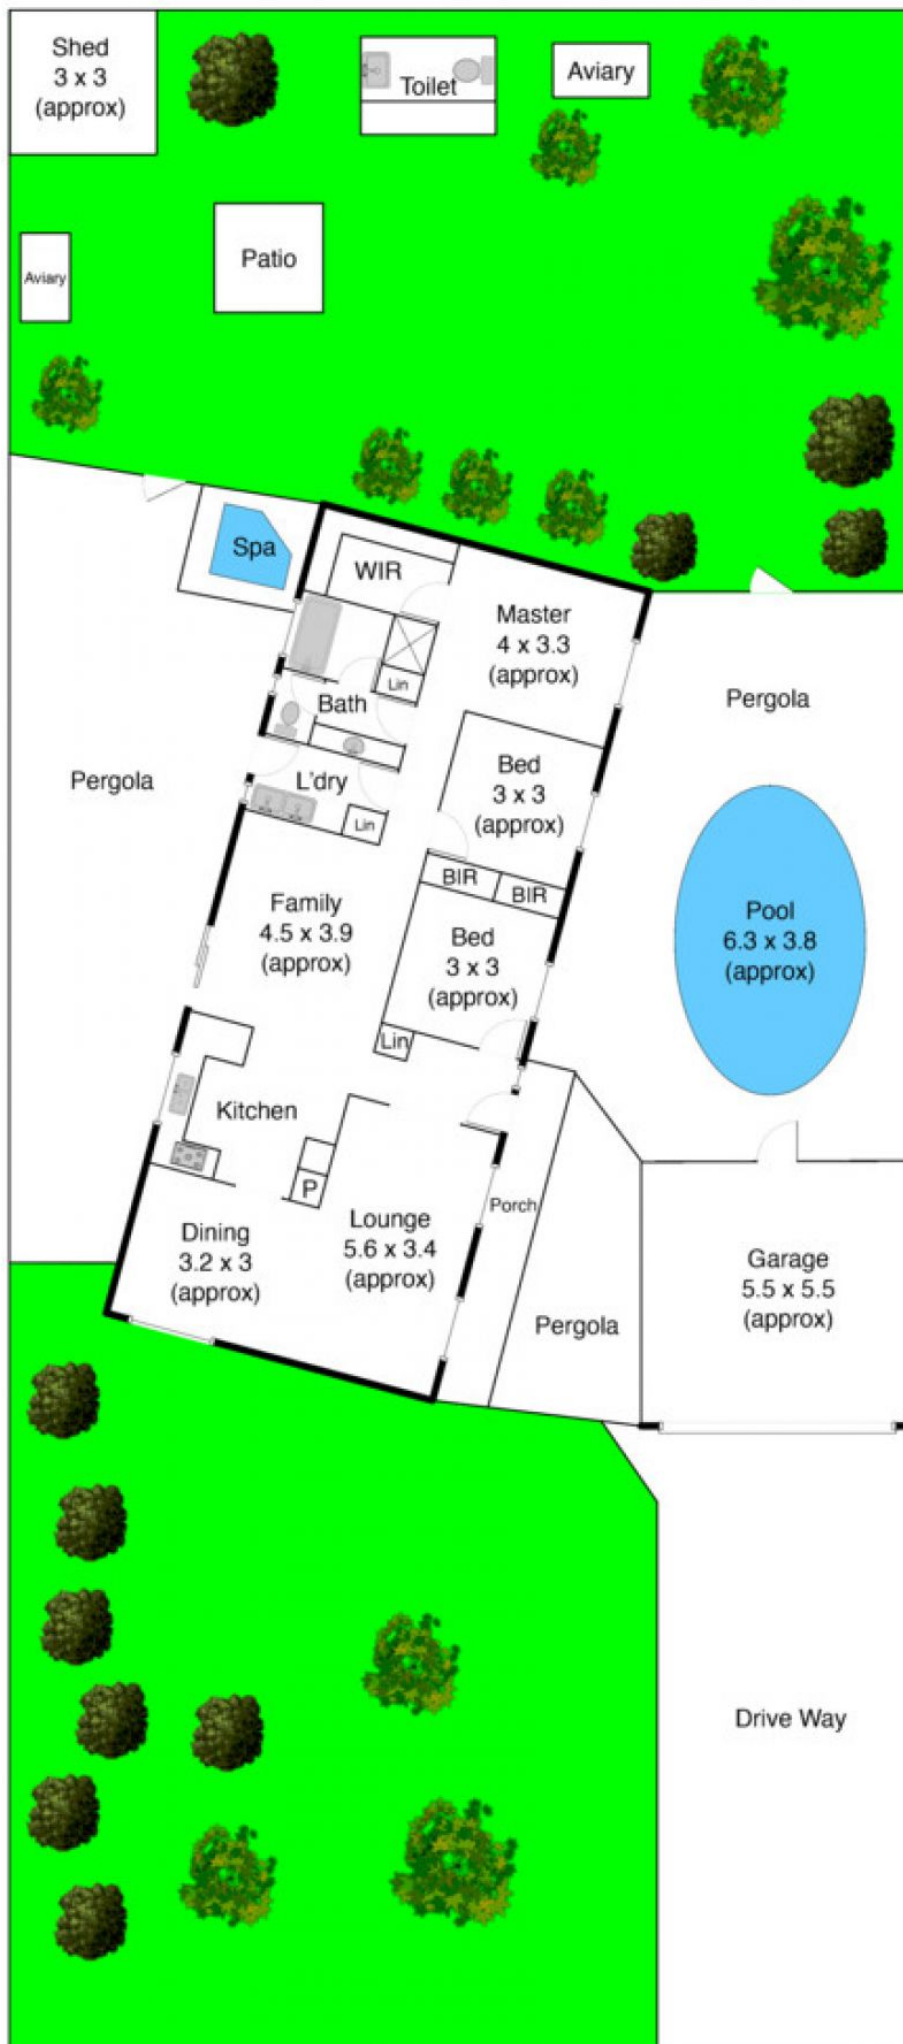 Shed
3 x 3
(approx)
Toilet
Aviary
Aviary
Patio
Spa
WIR
Master
4 x 3.3
(approx)
Lin
Bath
Pergola
Pergola
L'dry
Bed
3 x 3
(approx)
Lin
BIR
BIR
Family
4.5 x 3.9
(approx)
Bed
3 x 3
(approx)
Pool
6.3 x 3.8
(approx)
Lin
Kitchen
P
Porch
Dining
3.2 x 3
(approx)
Lounge
5.6 x 3.4
(approx)
Garage
5.5 x 5.5
(approx)
Pergola
Drive Way